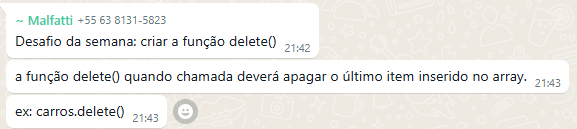 ~ Malfatti +55 63 8131-5823
Desafio da semana: criar a função delete() 21:42
a função delete() quando chamada deverá apagar o último item inserido no array. 21:43
ex: carros.delete() 21:43